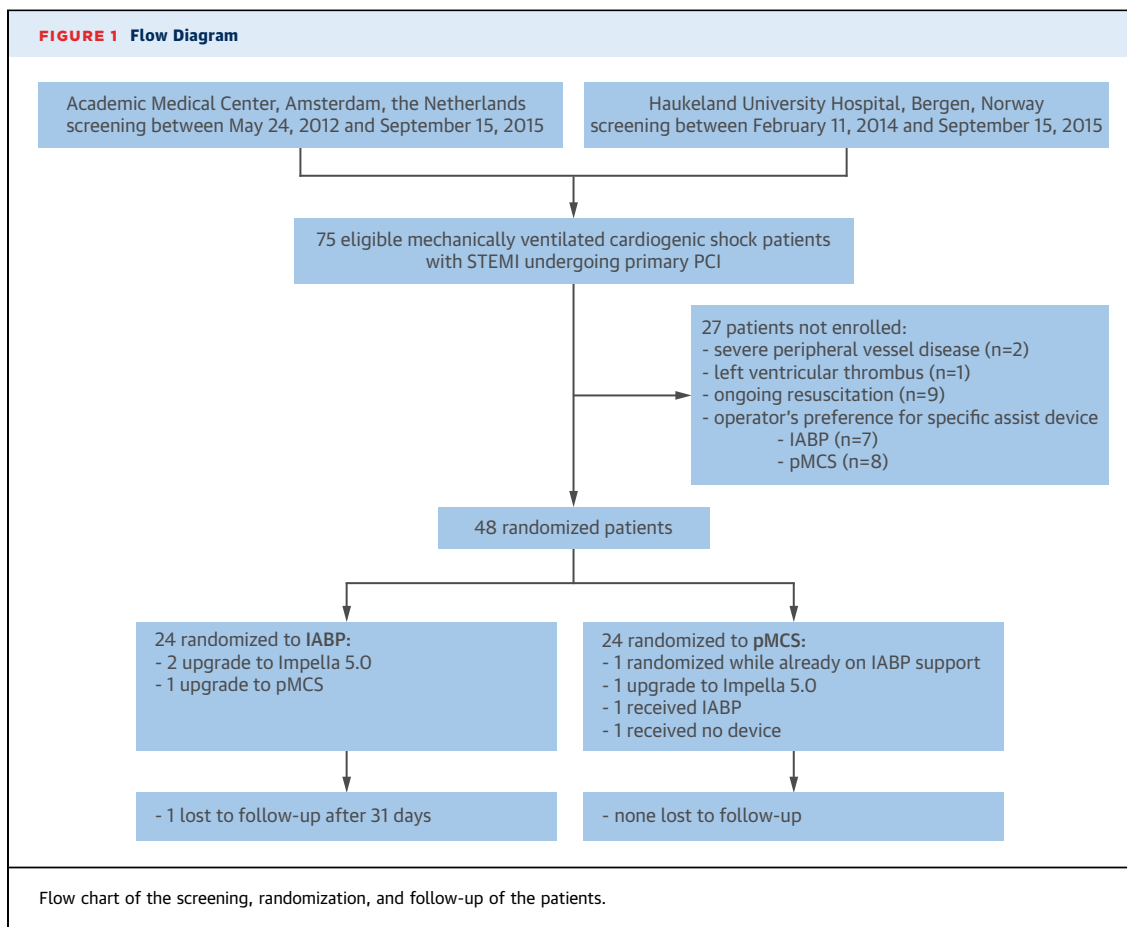 FIGURE 1 Flow Diagram
Academic Medical Center, Amsterdam, the Netherlands
screening between May 24, 2012 and September 15, 2015
Haukeland University Hospital, Bergen, Norway
screening between February 11, 2014 and September 15, 2015
75 eligible mechanically ventilated cardiogenic shock patients
with STEMI undergoing primary PCI
27 patients not enrolled:
- severe peripheral vessel disease (n=2)
- left ventricular thrombus (n=1)
- ongoing resuscitation (n=9)
- operator's preference for specific assist device
- IABP (n=7)
- pMCS (n=8)
48 randomized patients
24 randomized to IABP:
- 2 upgrade to Impella 5.0
- 1 upgrade to pMCS
24 randomized to pMCS:
- 1 randomized while already on IABP support
- 1 upgrade to Impella 5.0
- 1 received IABP
- 1 received no device
- 1 lost to follow-up after 31 days
- none lost to follow-up
Flow chart of the screening, randomization, and follow-up of the patients.